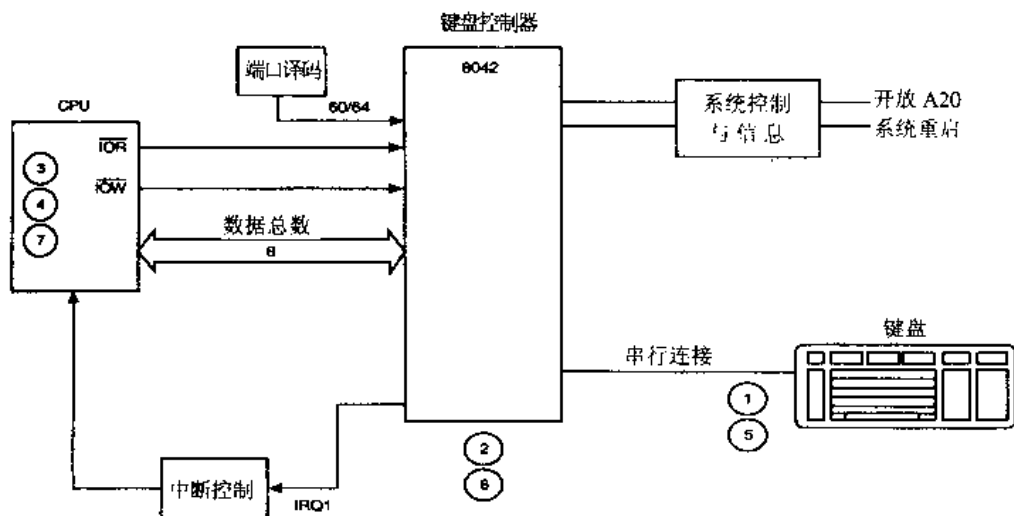 键盘控制器
端口译码
8042
60/64
CPU
系统控制
与信息
开放 A20
系统重启
IOR
IOW
3
4
7
数据总数
8
键盘
串行连接
1
5
2
6
中断控制
IRQ1